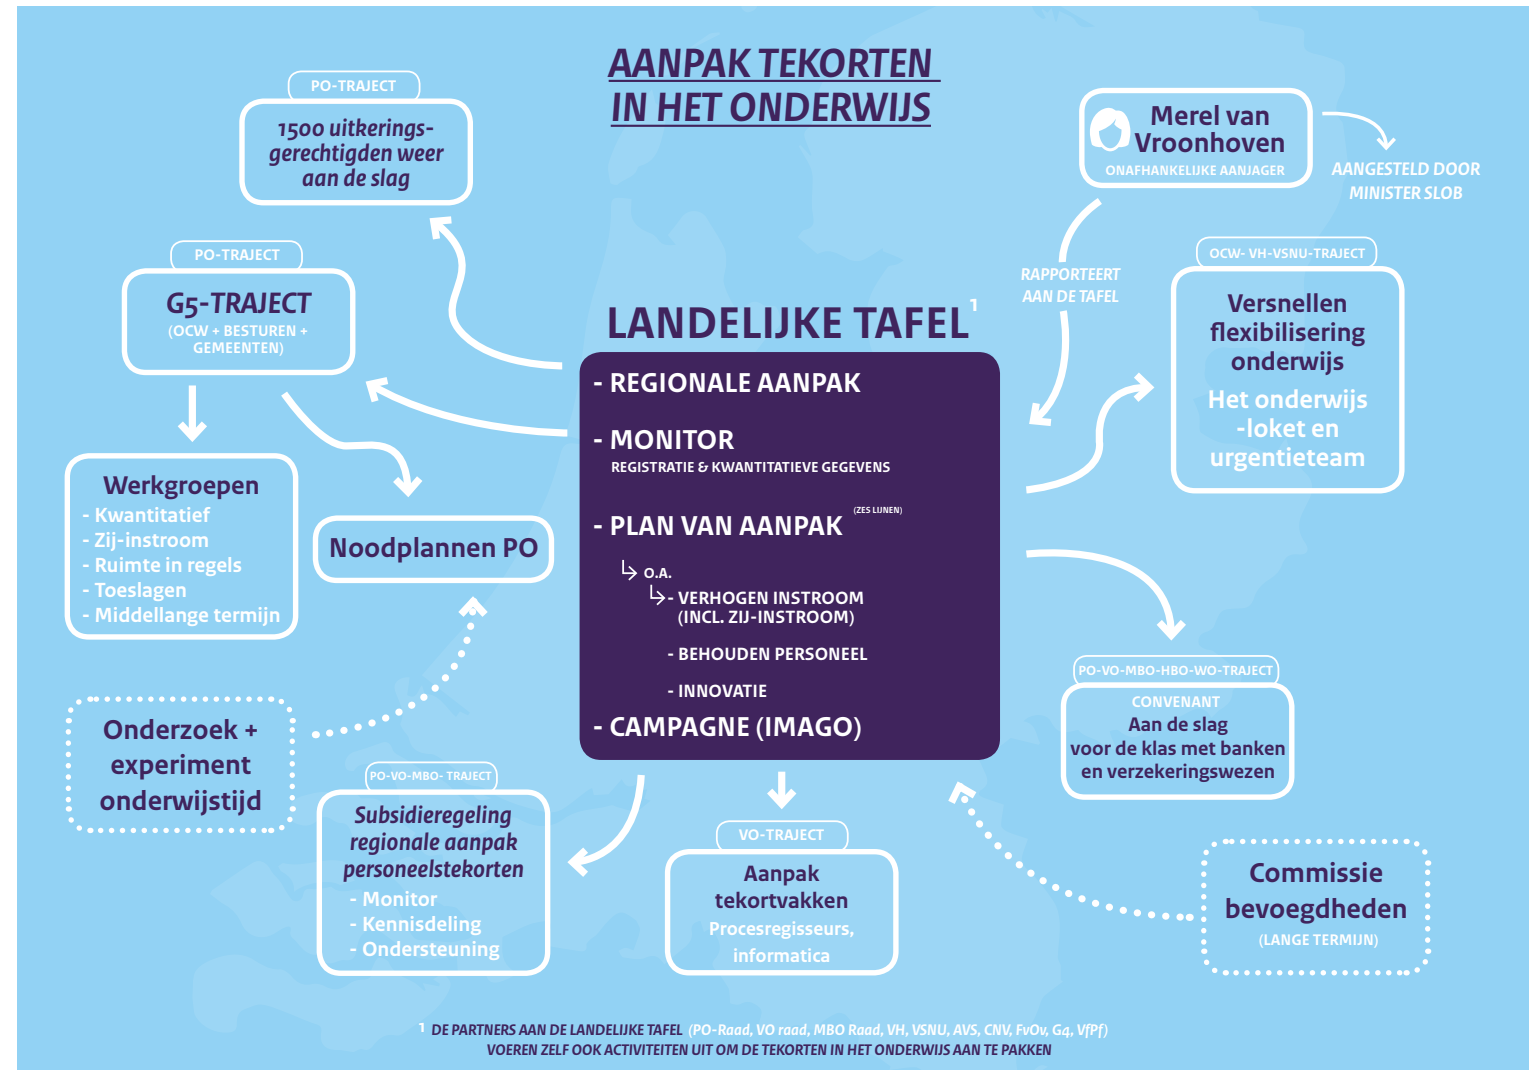 AANPAK TEKORTEN
IN HET ONDERWIJS
PO-TRAJECT
1500 uitkerings-
gerechtigden weer
aan de slag
Merel van
Vroonhoven
ONAFHANKELIJKE AANJAGER
AANGESTELD DOOR
MINISTER SLOB
RAPPORTEERT
AAN DE TAFEL
PO-TRAJECT
G5-TRAJECT
(OCW + BESTUREN +
GEMEENTEN)
OCW- VH-VSNU-TRAJECT
Versnellen
flexibilisering
onderwijs
Het onderwijs
-loket en
urgentieteam
LANDELIJKE TAFEL 1
- REGIONALE AANPAK
- MONITOR
REGISTRATIE & KWANTITATIEVE GEGEVENS
- PLAN VAN AANPAK (ZES LIJNEN)
O.A.
- VERHOGEN INSTROOM
(INCL. ZIJ-INSTROOM)
- BEHOUDEN PERSONEEL
- INNOVATIE
- CAMPAGNE (IMAGO)
Werkgroepen
- Kwantitatief
- Zij-instroom
- Ruimte in regels
- Toeslagen
- Middellange termijn
Noodplannen PO
Onderzoek +
experiment
onderwijstijd
PO-VO-MBO- TRAJECT
Subsidieregeling
regionale aanpak
personeelstekorten
- Monitor
- Kennisdeling
- Ondersteuning
VO-TRAJECT
Aanpak
tekortvakken
Procesregisseurs,
informatica
PO-VO-MBO-HBO-WO-TRAJECT
CONVENANT
Aan de slag
voor de klas met banken
en verzekeringswezen
Commissie
bevoegdheden
(LANGE TERMIJN)
1 DE PARTNERS AAN DE LANDELIJKE TAFEL (PO-Raad, VO raad, MBO Raad, VH, VSNU, AVS, CNV, FvOv, G4, VfPf)
VOEREN ZELF OOK ACTIVITEITEN UIT OM DE TEKORTEN IN HET ONDERWIJS AAN TE PAKKEN